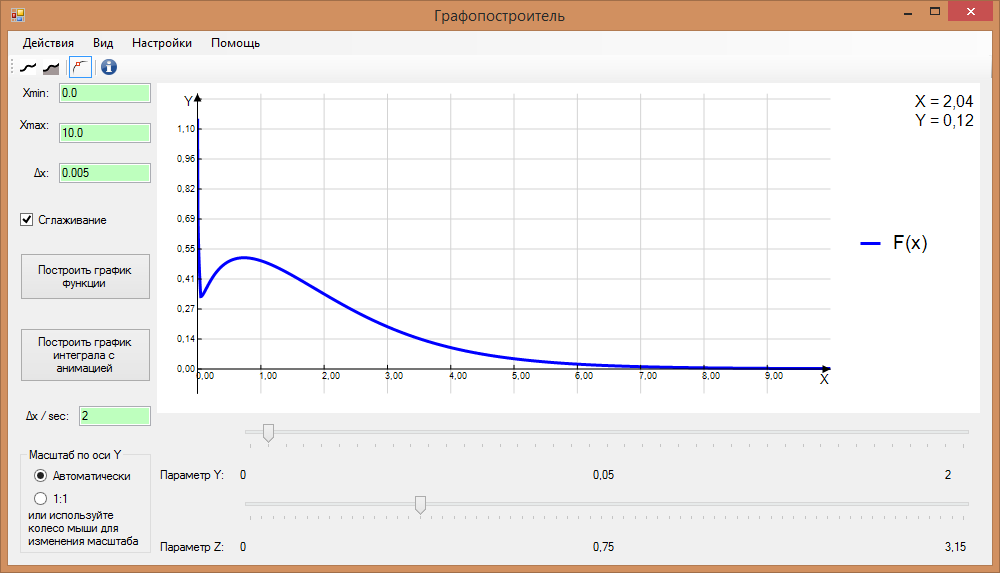 Графопостроитель
Действия Вид Настройки Помощь
Xmin: 0.0
Xmax: 10.0
Δx: 0.005
Сглаживание
Построить график
функции
Построить график
интеграла с
анимацией
Δx / sec: 2
Масштаб по оси Y
Автоматически
1:1
или используйте
колесо мыши для
изменения масштаба
Y
1,10
0,96
0,82
0,69
0,55
0,41
0,27
0,14
0,00
0,00 1,00 2,00 3,00 4,00 5,00 6,00 7,00 8,00 9,00
X
X = 2,04
Y = 0,12
F(x)
Параметр Y: 0 0,05 2
Параметр Z: 0 0,75 3,15